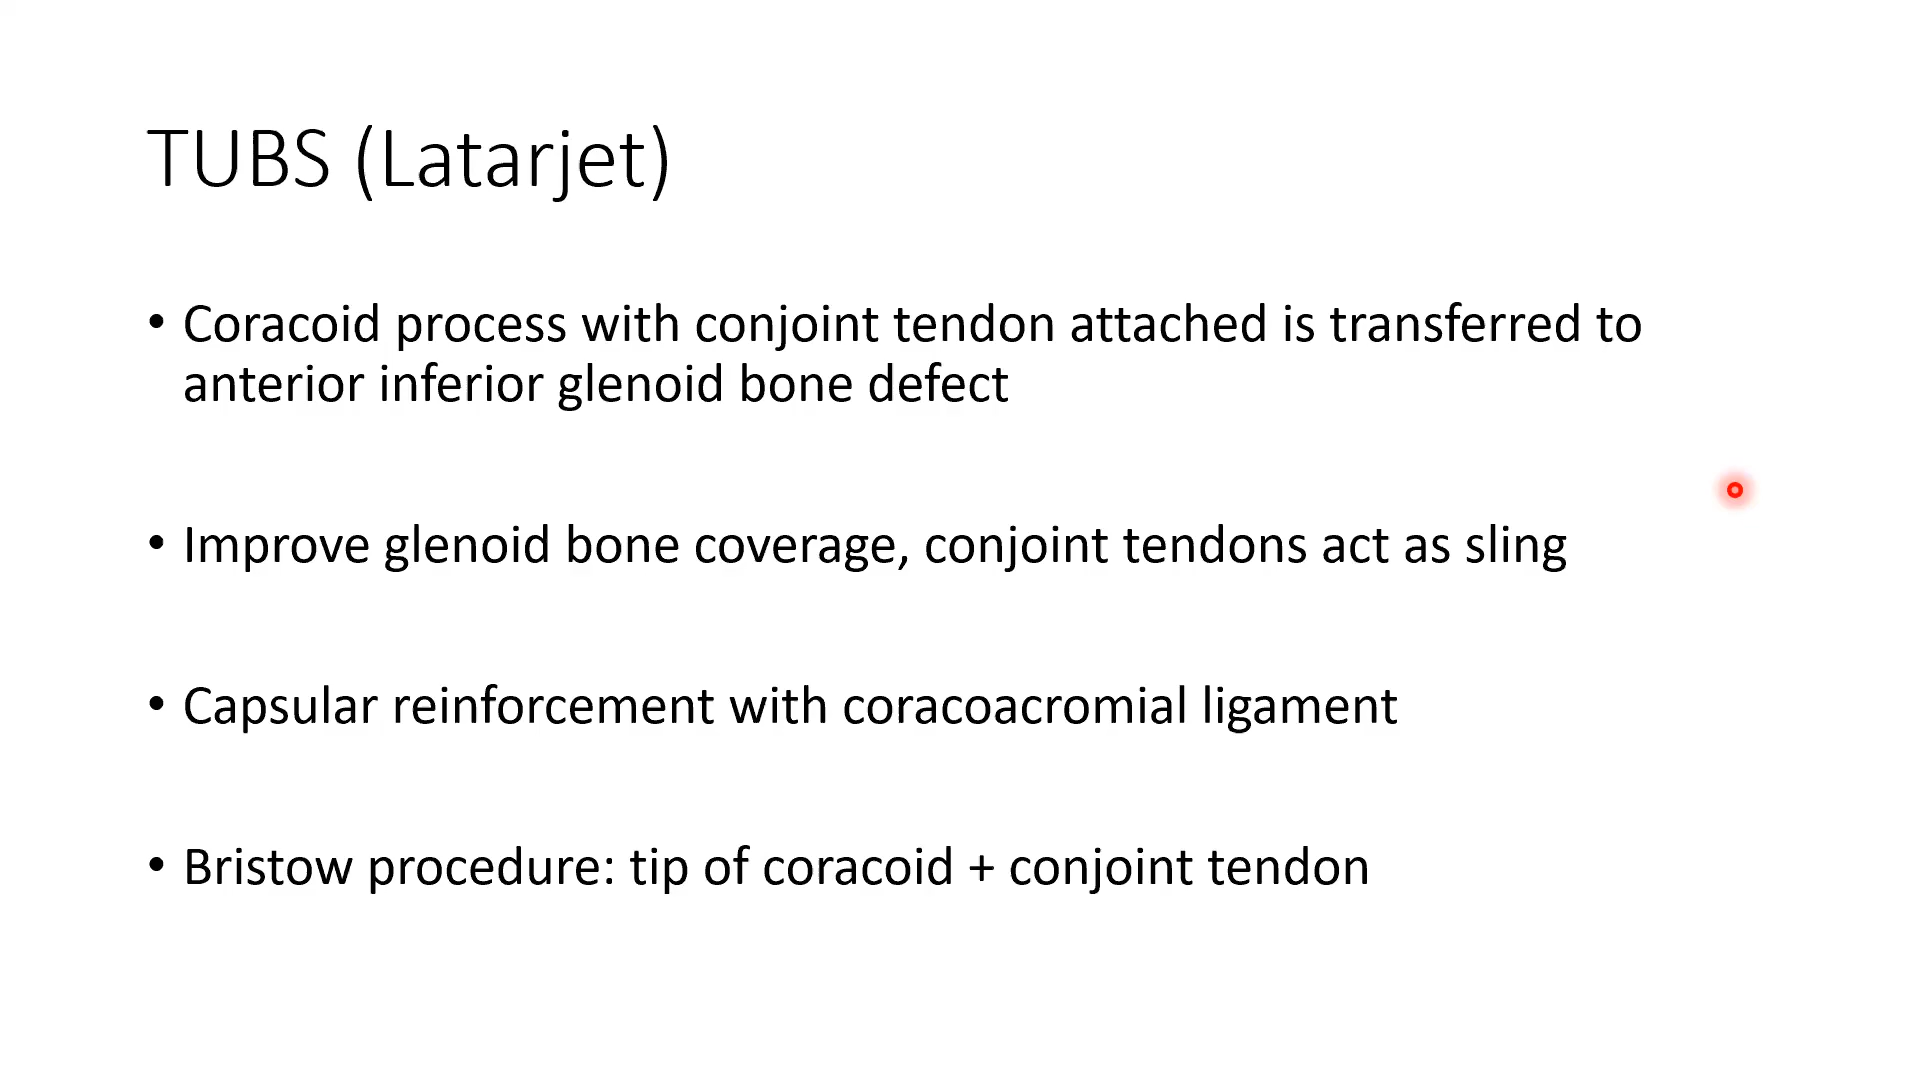 TUBS (Latarjet)
• Coracoid process with conjoint tendon attached is transferred to
anterior inferior glenoid bone defect
• Improve glenoid bone coverage, conjoint tendons act as sling
• Capsular reinforcement with coracoacromial ligament
• Bristow procedure: tip of coracoid + conjoint tendon